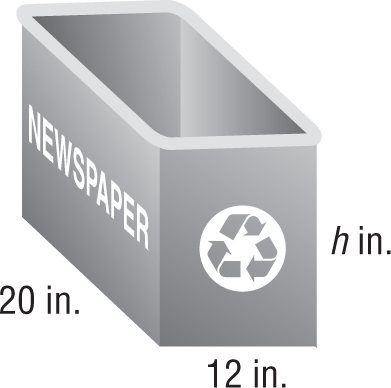 NEWSPAPER
h in.
20 in.
12 in.